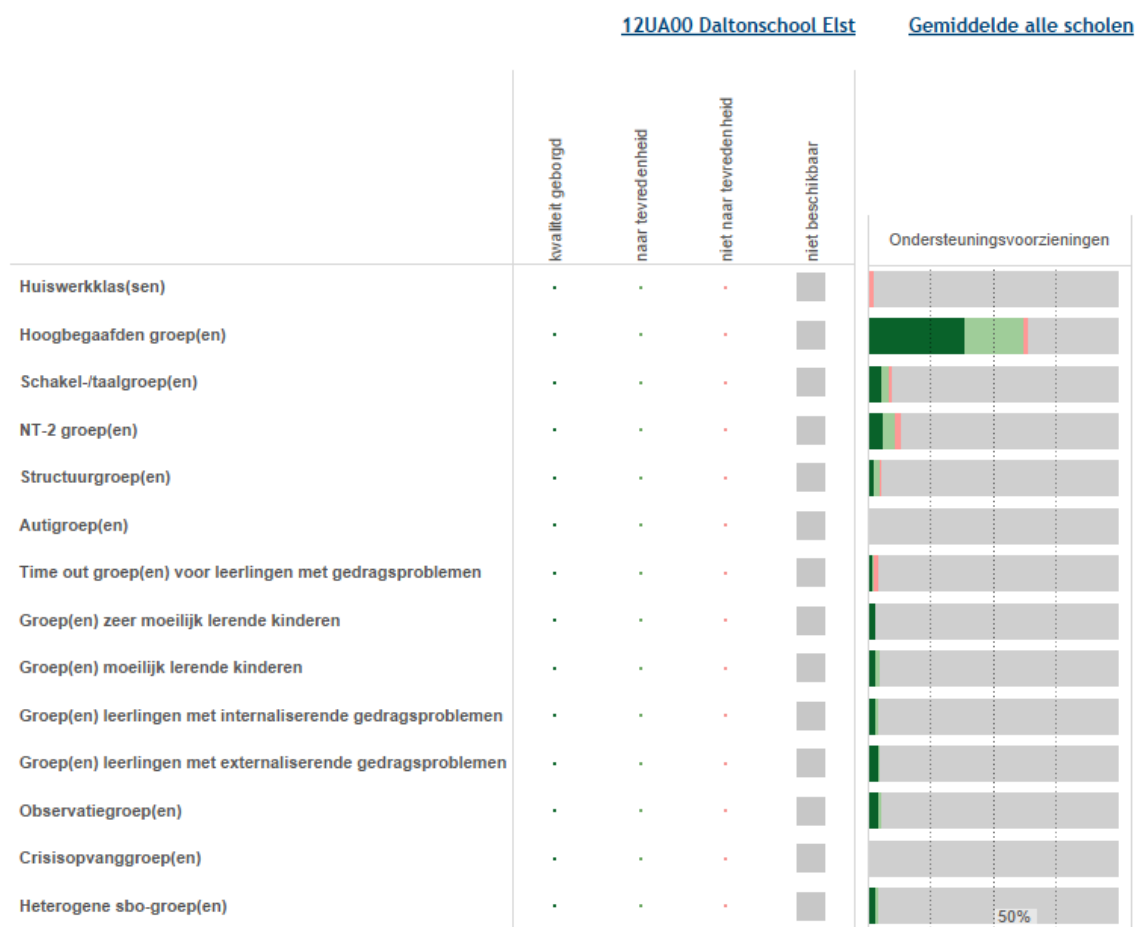 12UA00 Daltonschool Elst
Gemiddelde alle scholen
kwaliteit geborgd
naar tevredenheid
niet naar tevredenheid
niet beschikbaar
Ondersteuningsvoorzieningen
Huiswerkklas(sen)
Hoogbegaafden groep(en)
Schakel-/taalgroep(en)
NT-2 groep(en)
Structuurgroep(en)
Autigroep(en)
Time out groep(en) voor leerlingen met gedragsproblemen
Groep(en) zeer moeilijk lerende kinderen
Groep(en) moeilijk lerende kinderen
Groep(en) leerlingen met internaliserende gedragsproblemen
Groep(en) leerlingen met externaliserende gedragsproblemen
Observatiegroep(en)
Crisisopvanggroep(en)
Heterogene sbo-groep(en)
50%